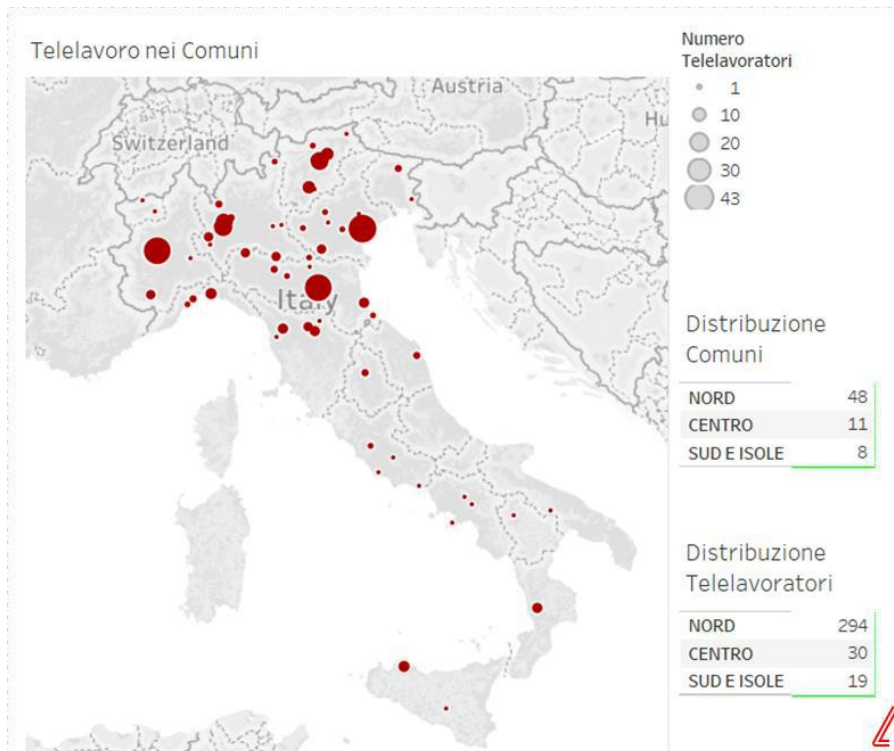 Telelavoro nei Comuni
Austria
Hu
Switzerland
Italy
Numero
Telelavoratori
1
10
20
30
43
Distribuzione
Comuni
NORD 48
CENTRO 11
SUD E ISOLE 8
Distribuzione
Telelavoratori
NORD 294
CENTRO 30
SUD E ISOLE 19